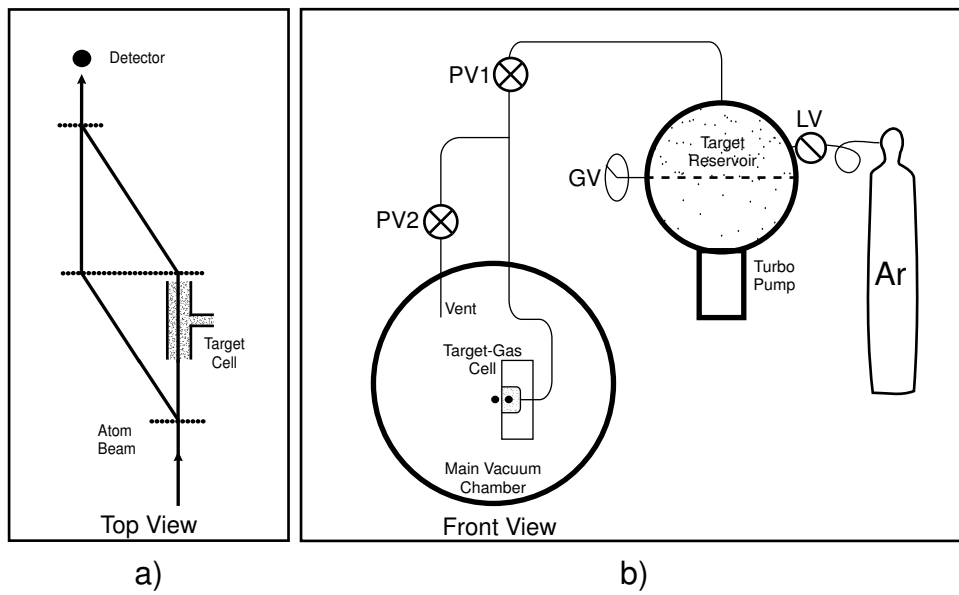 Detector
Target
Cell
Atom
Beam
Top View
a)
PV1
LV
Target
Reservoir
GV
PV2
Turbo
Pump
Ar
Vent
Target-Gas
Cell
Main Vacuum
Chamber
Front View
b)